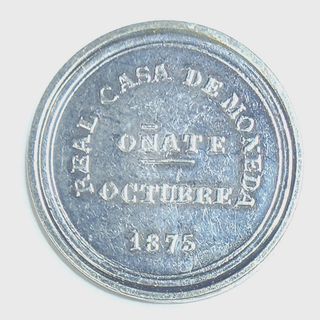 REAL CASA DE MONEDA
OÑATE
OCTUBRE
1875